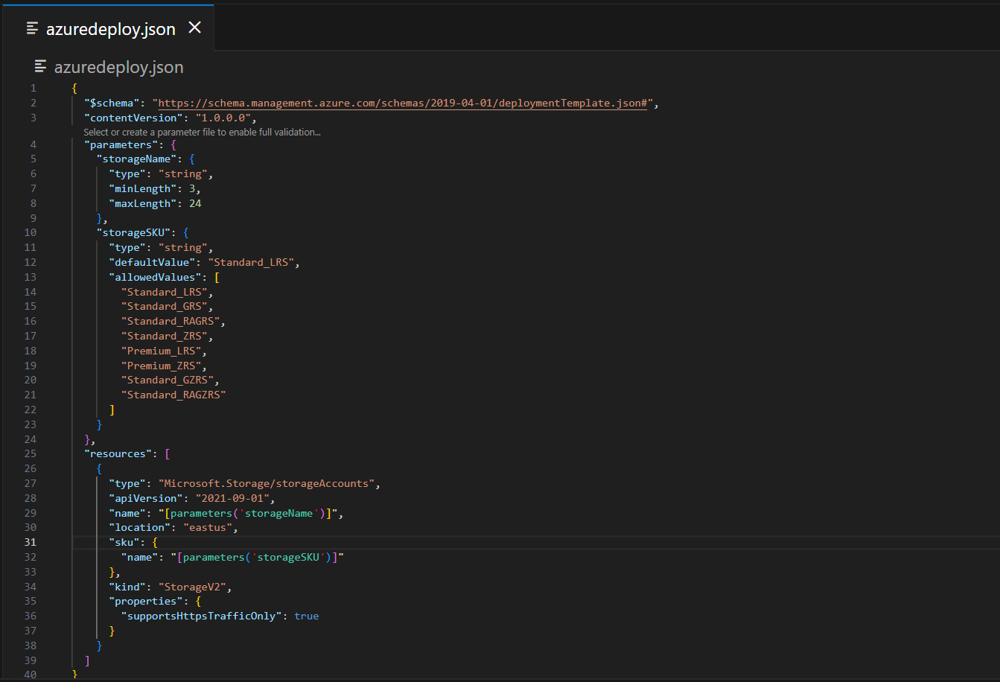 azuredeploy.json
azuredeploy.json
1 {
2 "$schema": "https://schema.management.azure.com/schemas/2019-04-01/deploymentTemplate.json#",
3 "contentVersion": "1.0.0.0",
Select or create a parameter file to enable full validation...
4 "parameters": {
5 "storageName": {
6 "type": "string",
7 "minLength": 3,
8 "maxLength": 24
9 },
10 "storageSKU": {
11 "type": "string",
12 "defaultValue": "Standard_LRS",
13 "allowedValues": [
14 "Standard_LRS",
15 "Standard_GRS",
16 "Standard_RAGRS",
17 "Standard_ZRS",
18 "Premium_LRS",
19 "Premium_ZRS",
20 "Standard_GZRS",
21 "Standard_RAGZRS"
22 ]
23 }
24 },
25 "resources": [
26 {
27 "type": "Microsoft.Storage/storageAccounts",
28 "apiVersion": "2021-09-01",
29 "name": "[parameters('storageName')]",
30 "location": "eastus",
31 "sku": {
32 "name": "[parameters('storageSKU')]"
33 },
34 "kind": "StorageV2",
35 "properties": {
36 "supportsHttpsTrafficOnly": true
37 }
38 }
39 ]
40 }